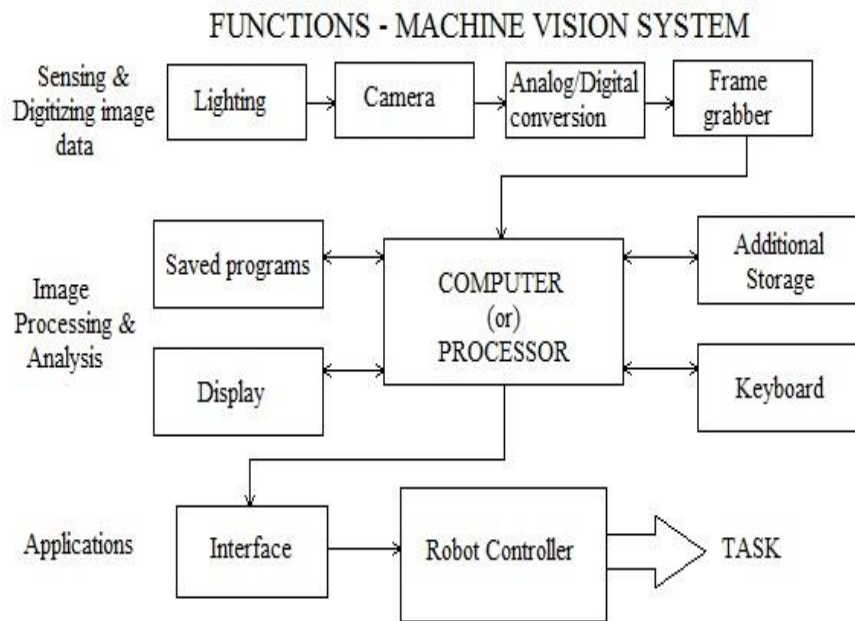 FUNCTIONS - MACHINE VISION SYSTEM
Sensing &
Digitizing image
data
Lighting
Camera
Analog/Digital
conversion
Frame
grabber
Image
Processing &
Analysis
Saved programs
Display
COMPUTER
(or)
PROCESSOR
Additional
Storage
Keyboard
Applications
Interface
Robot Controller
TASK